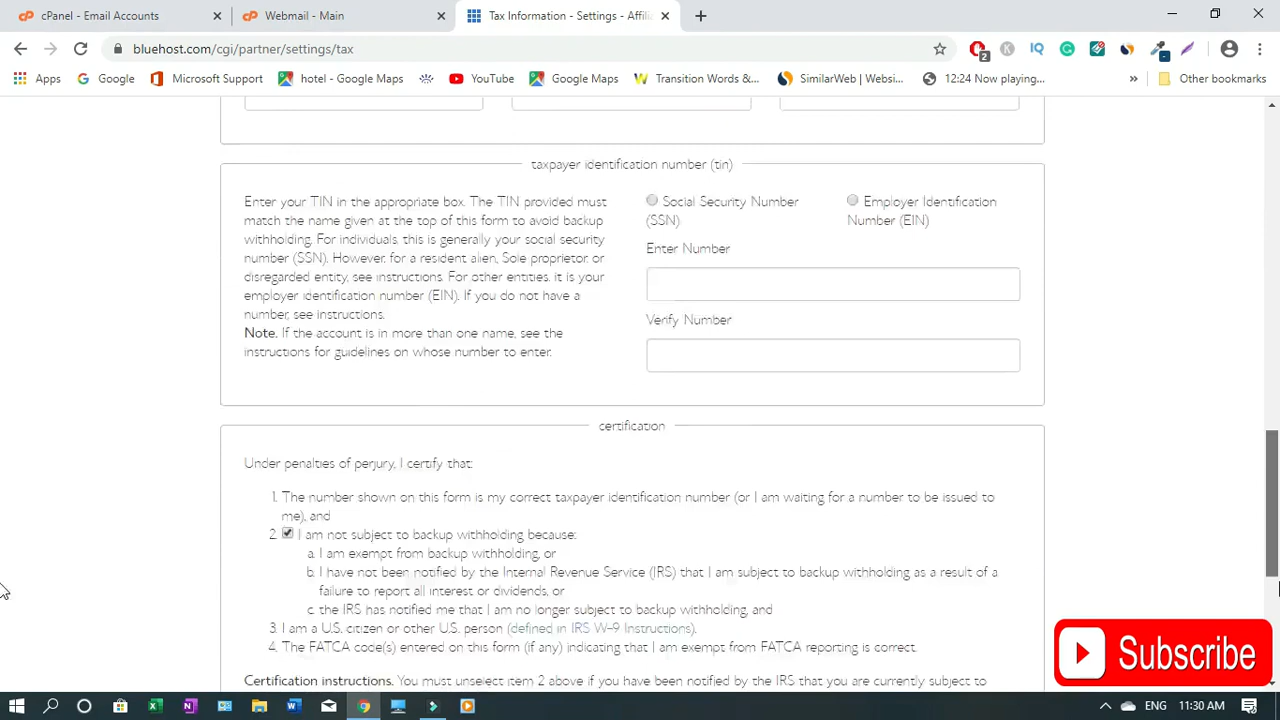 cPanel - Email Accounts
Webmail - Main
Tax Information - Settings - Affili
bluehost.com/cgi/partner/settings/tax
2
Apps
Google
Microsoft Support
hotel - Google Maps
YouTube
Google Maps
Transition Words &...
SimilarWeb | Websi...
12:24 Now playing...
»
Other bookmarks
taxpayer identification number (tin)
Enter your TIN in the appropriate box. The TIN provided must
match the name given at the top of this form to avoid backup
withholding. For individuals, this is generally your social security
number (SSN). However, for a resident alien, Sole proprietor, or
disregarded entity, see instructions. For other entities, it is your
employer identification number (EIN). If you do not have a
number, see instructions.
Note. If the account is in more than one name, see the
instructions for guidelines on whose number to enter.
Social Security Number
(SSN)
Employer Identification
Number (EIN)
Enter Number
Verify Number
certification
Under penalties of perjury, I certify that:
1. The number shown on this form is my correct taxpayer identification number (or I am waiting for a number to be issued to
me), and
2. I am not subject to backup withholding because:
a. I am exempt from backup withholding, or
b. I have not been notified by the Internal Revenue Service (IRS) that I am subject to backup withholding as a result of a
failure to report all interest or dividends, or
c. the IRS has notified me that I am no longer subject to backup withholding, and
3. I am a U.S. citizen or other U.S. person (defined in IRS W-9 Instructions).
4. The FATCA code(s) entered on this form (if any) indicating that I am exempt from FATCA reporting is correct.
Certification instructions. You must unselect item 2 above if you have been notified by the IRS that you are currently subject to
Subscribe
ENG
11:30 AM